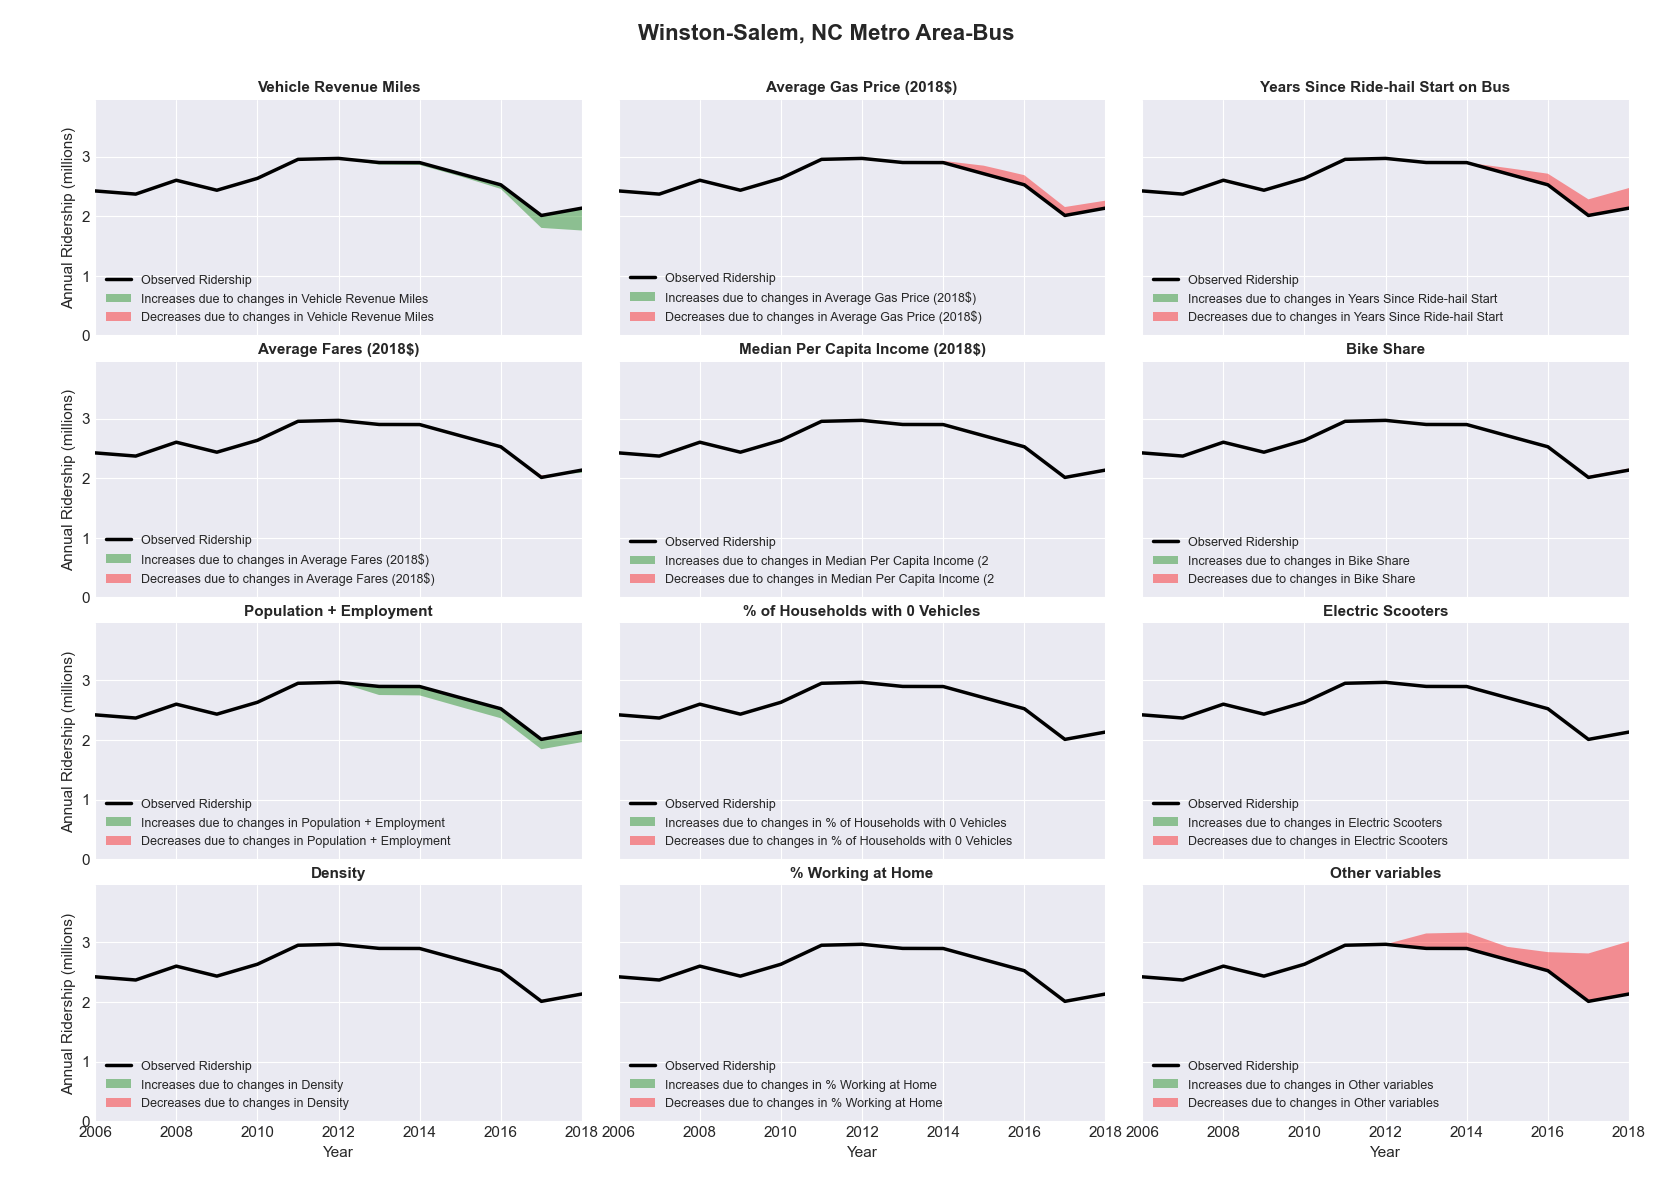 Winston-Salem, NC Metro Area-Bus
Vehicle Revenue Miles
Annual Ridership (millions)
3
2
1
0
Observed Ridership
Increases due to changes in Vehicle Revenue Miles
Decreases due to changes in Vehicle Revenue Miles
Average Gas Price (2018$)
Observed Ridership
Increases due to changes in Average Gas Price (2018$)
Decreases due to changes in Average Gas Price (2018$)
Years Since Ride-hail Start on Bus
Observed Ridership
Increases due to changes in Years Since Ride-hail Start
Decreases due to changes in Years Since Ride-hail Start
Average Fares (2018$)
Annual Ridership (millions)
3
2
1
0
Observed Ridership
Increases due to changes in Average Fares (2018$)
Decreases due to changes in Average Fares (2018$)
Median Per Capita Income (2018$)
Observed Ridership
Increases due to changes in Median Per Capita Income (2
Decreases due to changes in Median Per Capita Income (2
Bike Share
Observed Ridership
Increases due to changes in Bike Share
Decreases due to changes in Bike Share
Population + Employment
Annual Ridership (millions)
3
2
1
0
Observed Ridership
Increases due to changes in Population + Employment
Decreases due to changes in Population + Employment
% of Households with 0 Vehicles
Observed Ridership
Increases due to changes in % of Households with 0 Vehicles
Decreases due to changes in % of Households with 0 Vehicles
Electric Scooters
Observed Ridership
Increases due to changes in Electric Scooters
Decreases due to changes in Electric Scooters
Density
Annual Ridership (millions)
3
2
1
0
Observed Ridership
Increases due to changes in Density
Decreases due to changes in Density
2006 2008 2010 2012 2014 2016 2018
Year
% Working at Home
Observed Ridership
Increases due to changes in % Working at Home
Decreases due to changes in % Working at Home
2006 2008 2010 2012 2014 2016 2018
Year
Other variables
Observed Ridership
Increases due to changes in Other variables
Decreases due to changes in Other variables
2006 2008 2010 2012 2014 2016 2018
Year